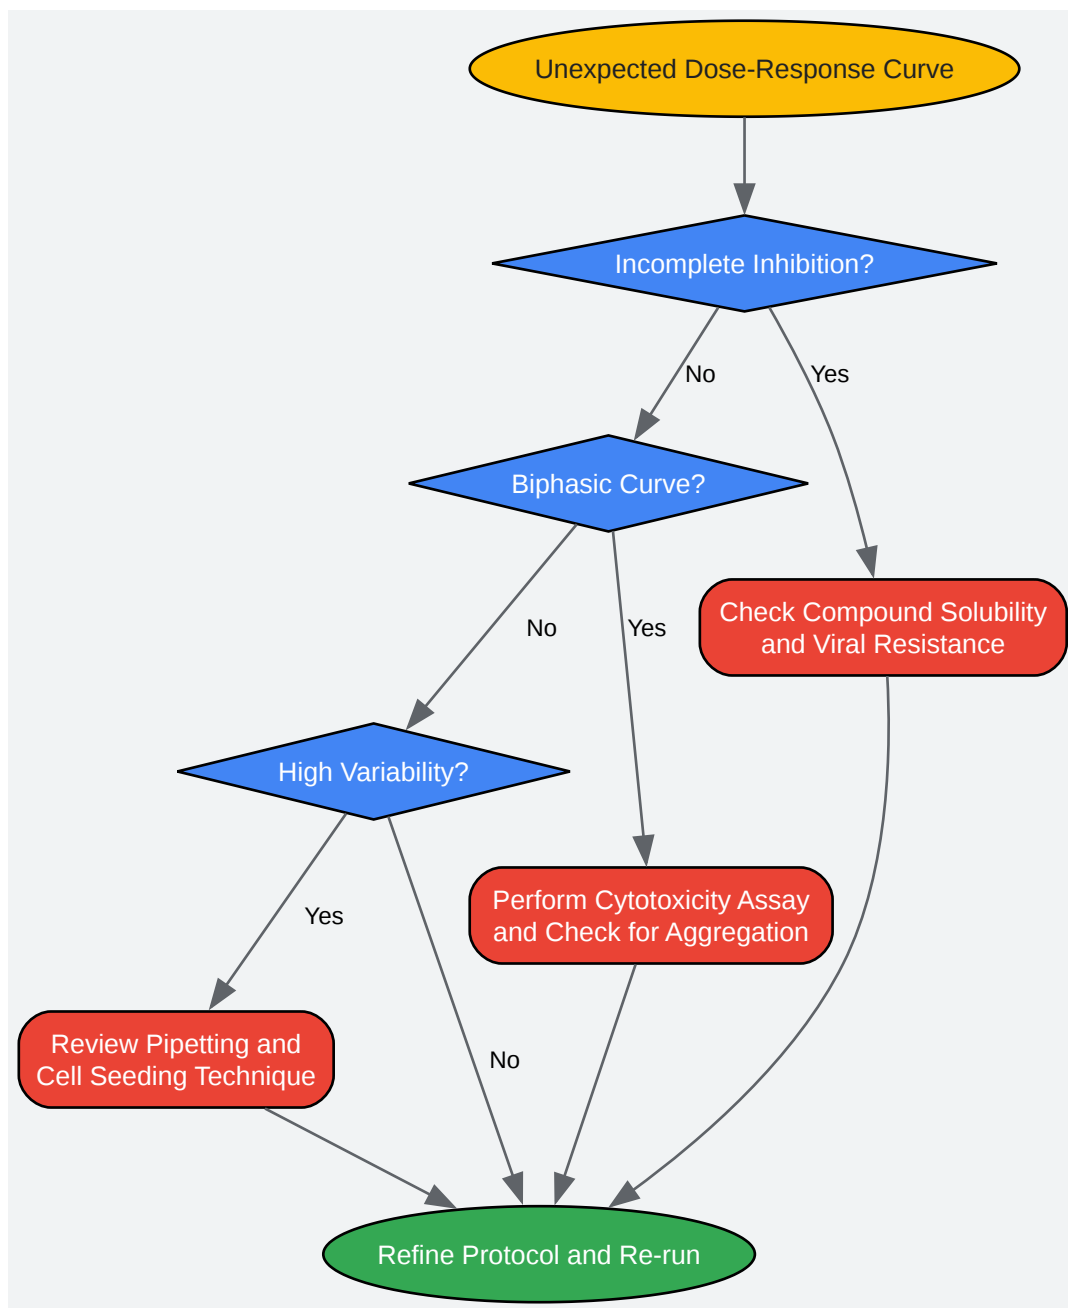 Unexpected Dose-Response Curve
Incomplete Inhibition?
No
Yes
Biphasic Curve?
Check Compound Solubility
and Viral Resistance
No
Yes
High Variability?
Perform Cytotoxicity Assay
and Check for Aggregation
Yes
Review Pipetting and
Cell Seeding Technique
No
Refine Protocol and Re-run